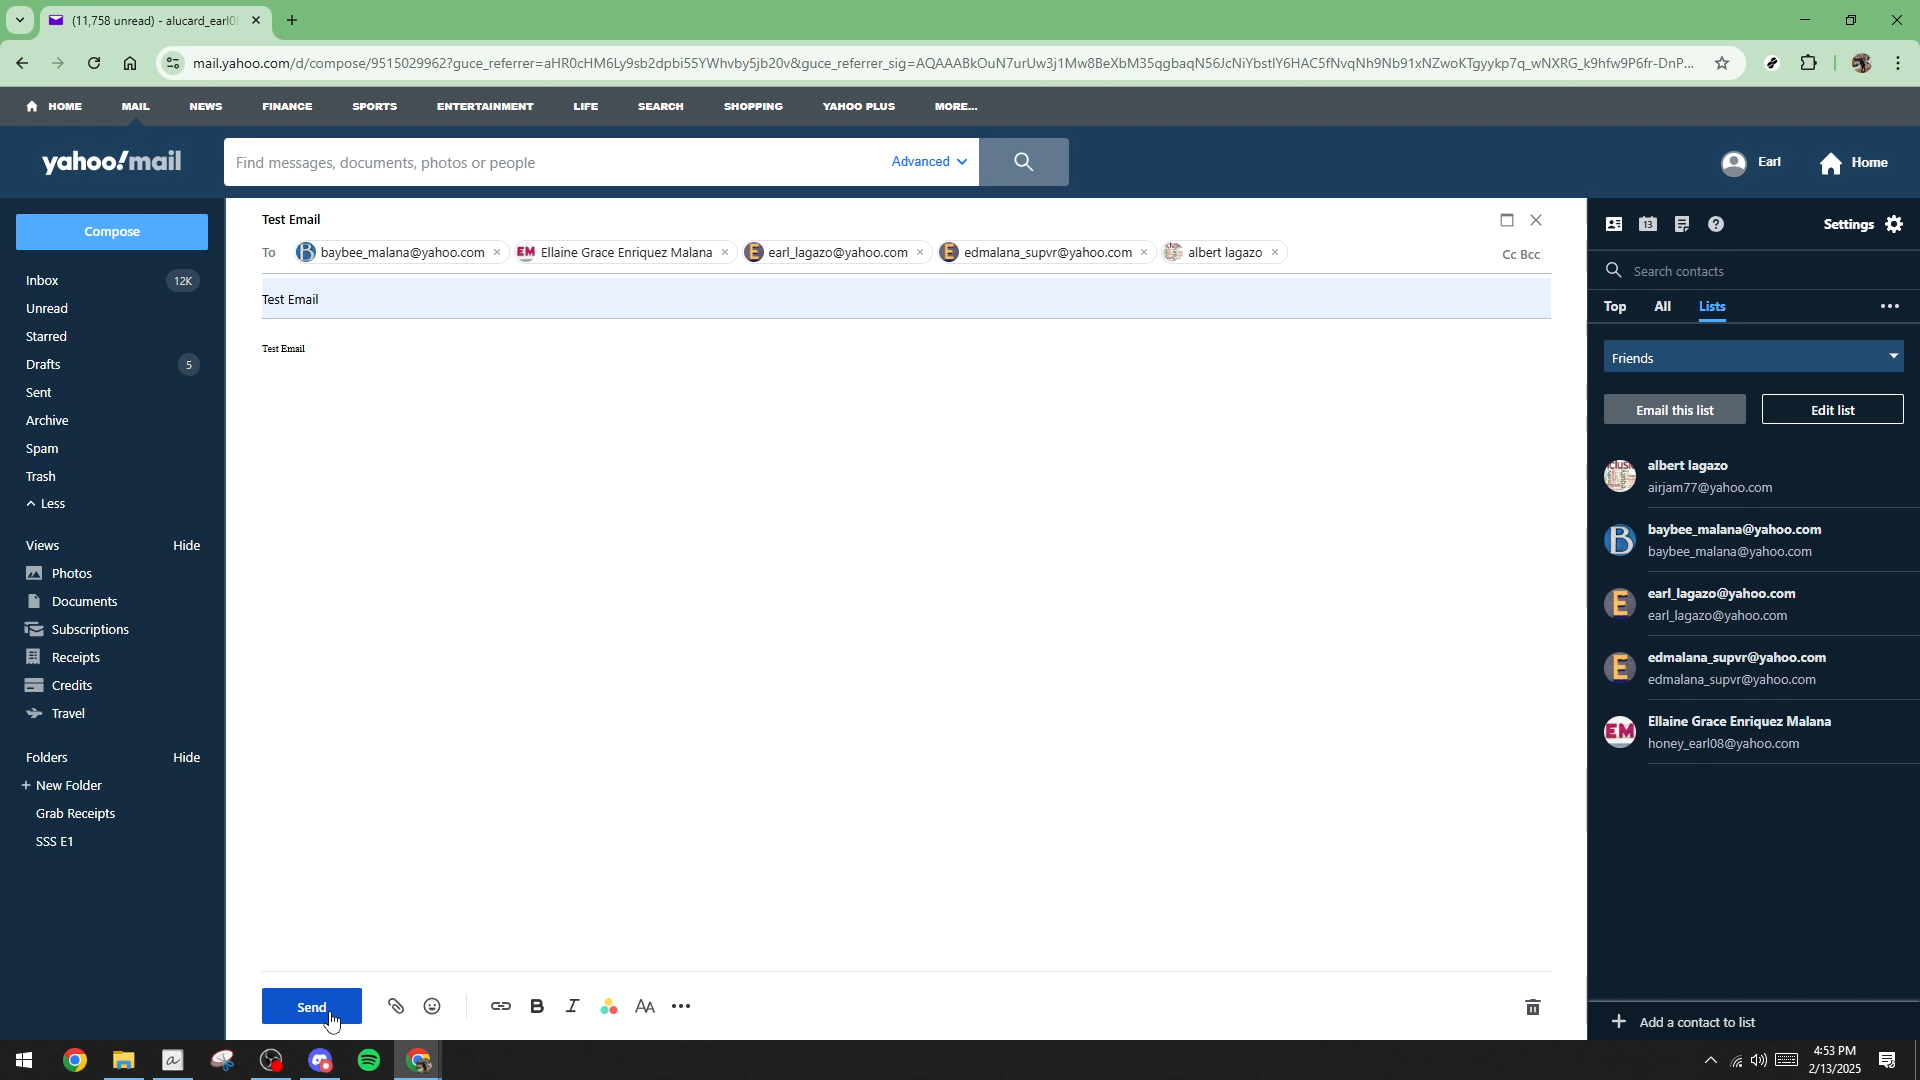 (11,758 unread) - alucard_earl0
mail.yahoo.com/d/compose/9515029962?guce_referrer=aHR0cHM6Ly9sb2dpbi55YWhvby5jb20v&guce_referrer_sig=AQAAABkOuN7urUw3j1Mw8BeXbM35qgbaqN56JcNiYbstIY6HAC5fNvqNh9Nb91xNZwoKTgyykp7q_wNXRG_k9hfw9P6fr-DnP...
HOME MAIL NEWS FINANCE SPORTS ENTERTAINMENT LIFE SEARCH SHOPPING YAHOO PLUS MORE...
yahoo!mail
Find messages, documents, photos or people
Advanced
Earl
Home
Compose
Inbox 12K
Unread
Starred
Drafts 5
Sent
Archive
Spam
Trash
Less
Views Hide
Photos
Documents
Subscriptions
Receipts
Credits
Travel
Folders Hide
+ New Folder
Grab Receipts
SSS E1
Test Email
To B baybee_malana@yahoo.com × EM Ellaine Grace Enriquez Malana × E earl_lagazo@yahoo.com × E edmalana_supvr@yahoo.com × albert lagazo ×
Cc Bcc
Test Email
Test Email
Send
B I AA
13
Settings
Search contacts
Top All Lists
Friends
Email this list Edit list
albert lagazo
airjam77@yahoo.com
B baybee_malana@yahoo.com
baybee_malana@yahoo.com
E earl_lagazo@yahoo.com
earl_lagazo@yahoo.com
E edmalana_supvr@yahoo.com
edmalana_supvr@yahoo.com
EM Ellaine Grace Enriquez Malana
honey_earl08@yahoo.com
+ Add a contact to list
4:53 PM
2/13/2025